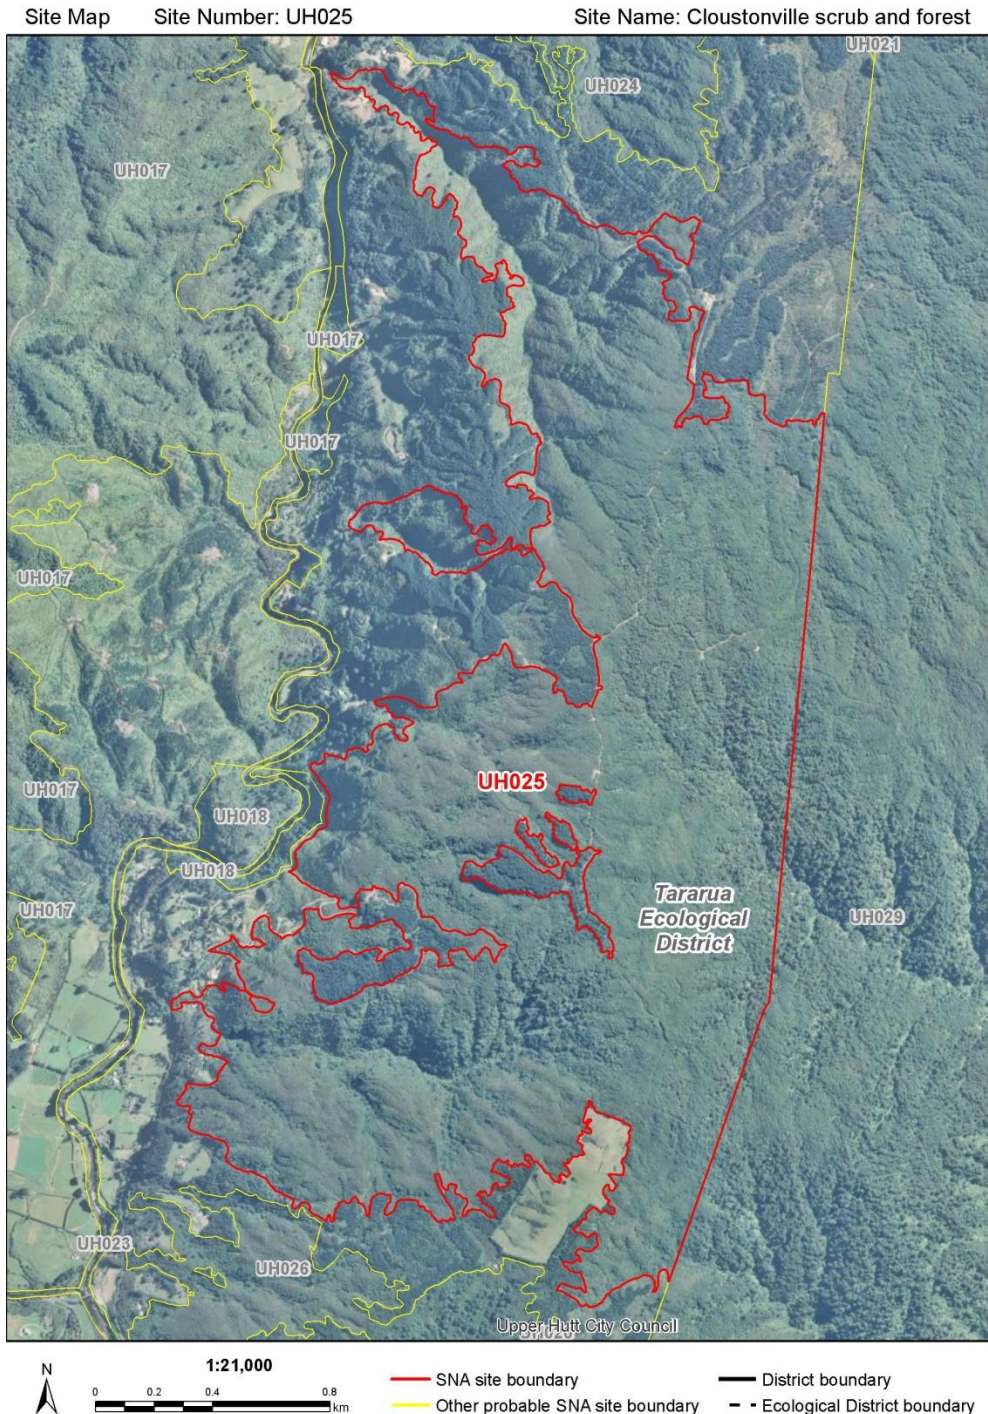 Site Map Site Number: UH025 Site Name: Cloustonville scrub and forest
UH021
UH024
UH017
UH017
UH017
UH017
UH025
UH017
UH018
UH018
Tararua
Ecological
District
UH017
UH029
UH023
UH026
Upper Hutt City Council
N
1:21,000
0 0.2 0.4 0.8
km
SNA site boundary
Other probable SNA site boundary
District boundary
Ecological District boundary